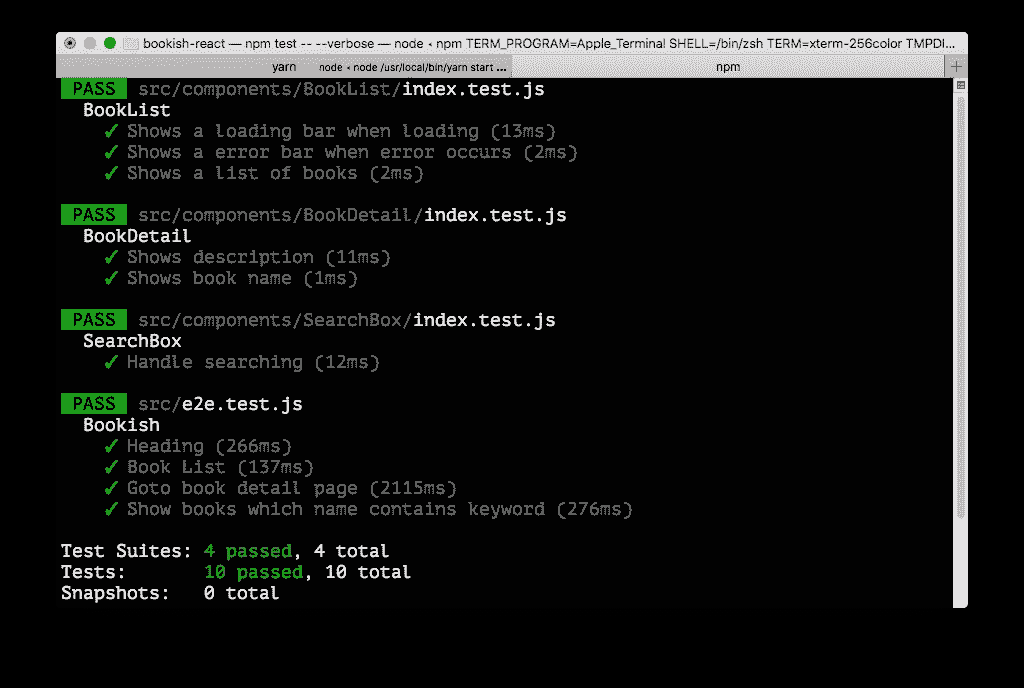 bookish-react — npm test -- --verbose — node ◂ npm TERM_PROGRAM=Apple_Terminal SHELL=/bin/zsh TERM=xterm-256color TMPDI...
yarn node ◂ node /usr/local/bin/yarn start ... npm +
PASS src/components/BookList/index.test.js
BookList
✓ Shows a loading bar when loading (13ms)
✓ Shows a error bar when error occurs (2ms)
✓ Shows a list of books (2ms)
PASS src/components/BookDetail/index.test.js
BookDetail
✓ Shows description (11ms)
✓ Shows book name (1ms)
PASS src/components/SearchBox/index.test.js
SearchBox
✓ Handle searching (12ms)
PASS src/e2e.test.js
Bookish
✓ Heading (266ms)
✓ Book List (137ms)
✓ Goto book detail page (2115ms)
✓ Show books which name contains keyword (276ms)
Test Suites: 4 passed, 4 total
Tests: 10 passed, 10 total
Snapshots: 0 total